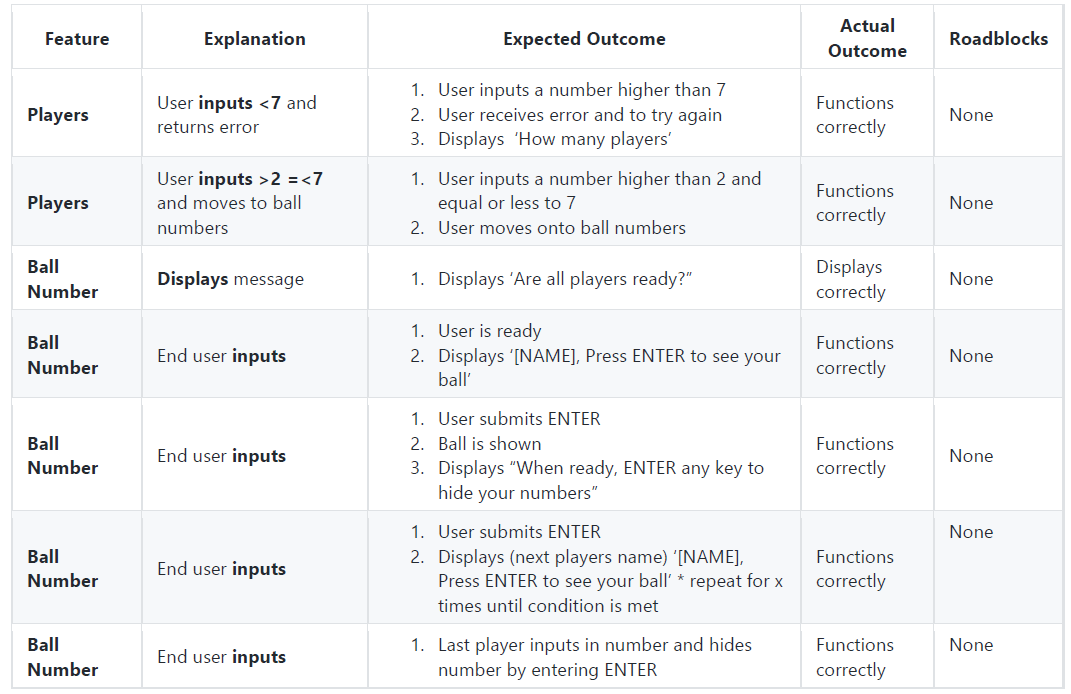 Feature Explanation Expected Outcome Actual Outcome Roadblocks
Players
User inputs <7 and
returns error
1. User inputs a number higher than 7
2. User receives error and to try again
3. Displays ‘How many players’
Functions
correctly
None
Players
User inputs >2 =<7
and moves to ball
numbers
1. User inputs a number higher than 2 and
equal or less to 7
2. User moves onto ball numbers
Functions
correctly
None
Ball
Number
Displays message
1. Displays ‘Are all players ready?”
Displays
correctly
None
Ball
Number
End user inputs
1. User is ready
2. Displays ‘[NAME], Press ENTER to see your
ball’
Functions
correctly
None
Ball
Number
End user inputs
1. User submits ENTER
2. Ball is shown
3. Displays “When ready, ENTER any key to
hide your numbers”
Functions
correctly
None
Ball
Number
End user inputs
1. User submits ENTER
2. Displays (next players name) ‘[NAME],
Press ENTER to see your ball’ * repeat for x
times until condition is met
Functions
correctly
None
Ball
Number
End user inputs
1. Last player inputs in number and hides
number by entering ENTER
Functions
correctly
None